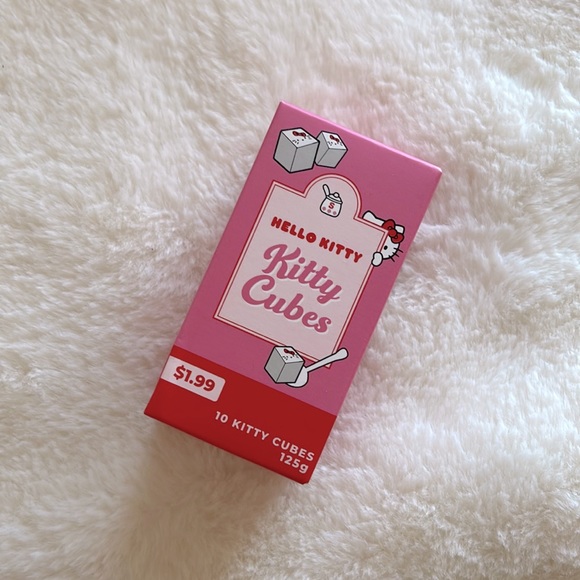 S
HELLO KITTY
Kitty
Cubes
$1.99
10 KITTY CUBES
125g